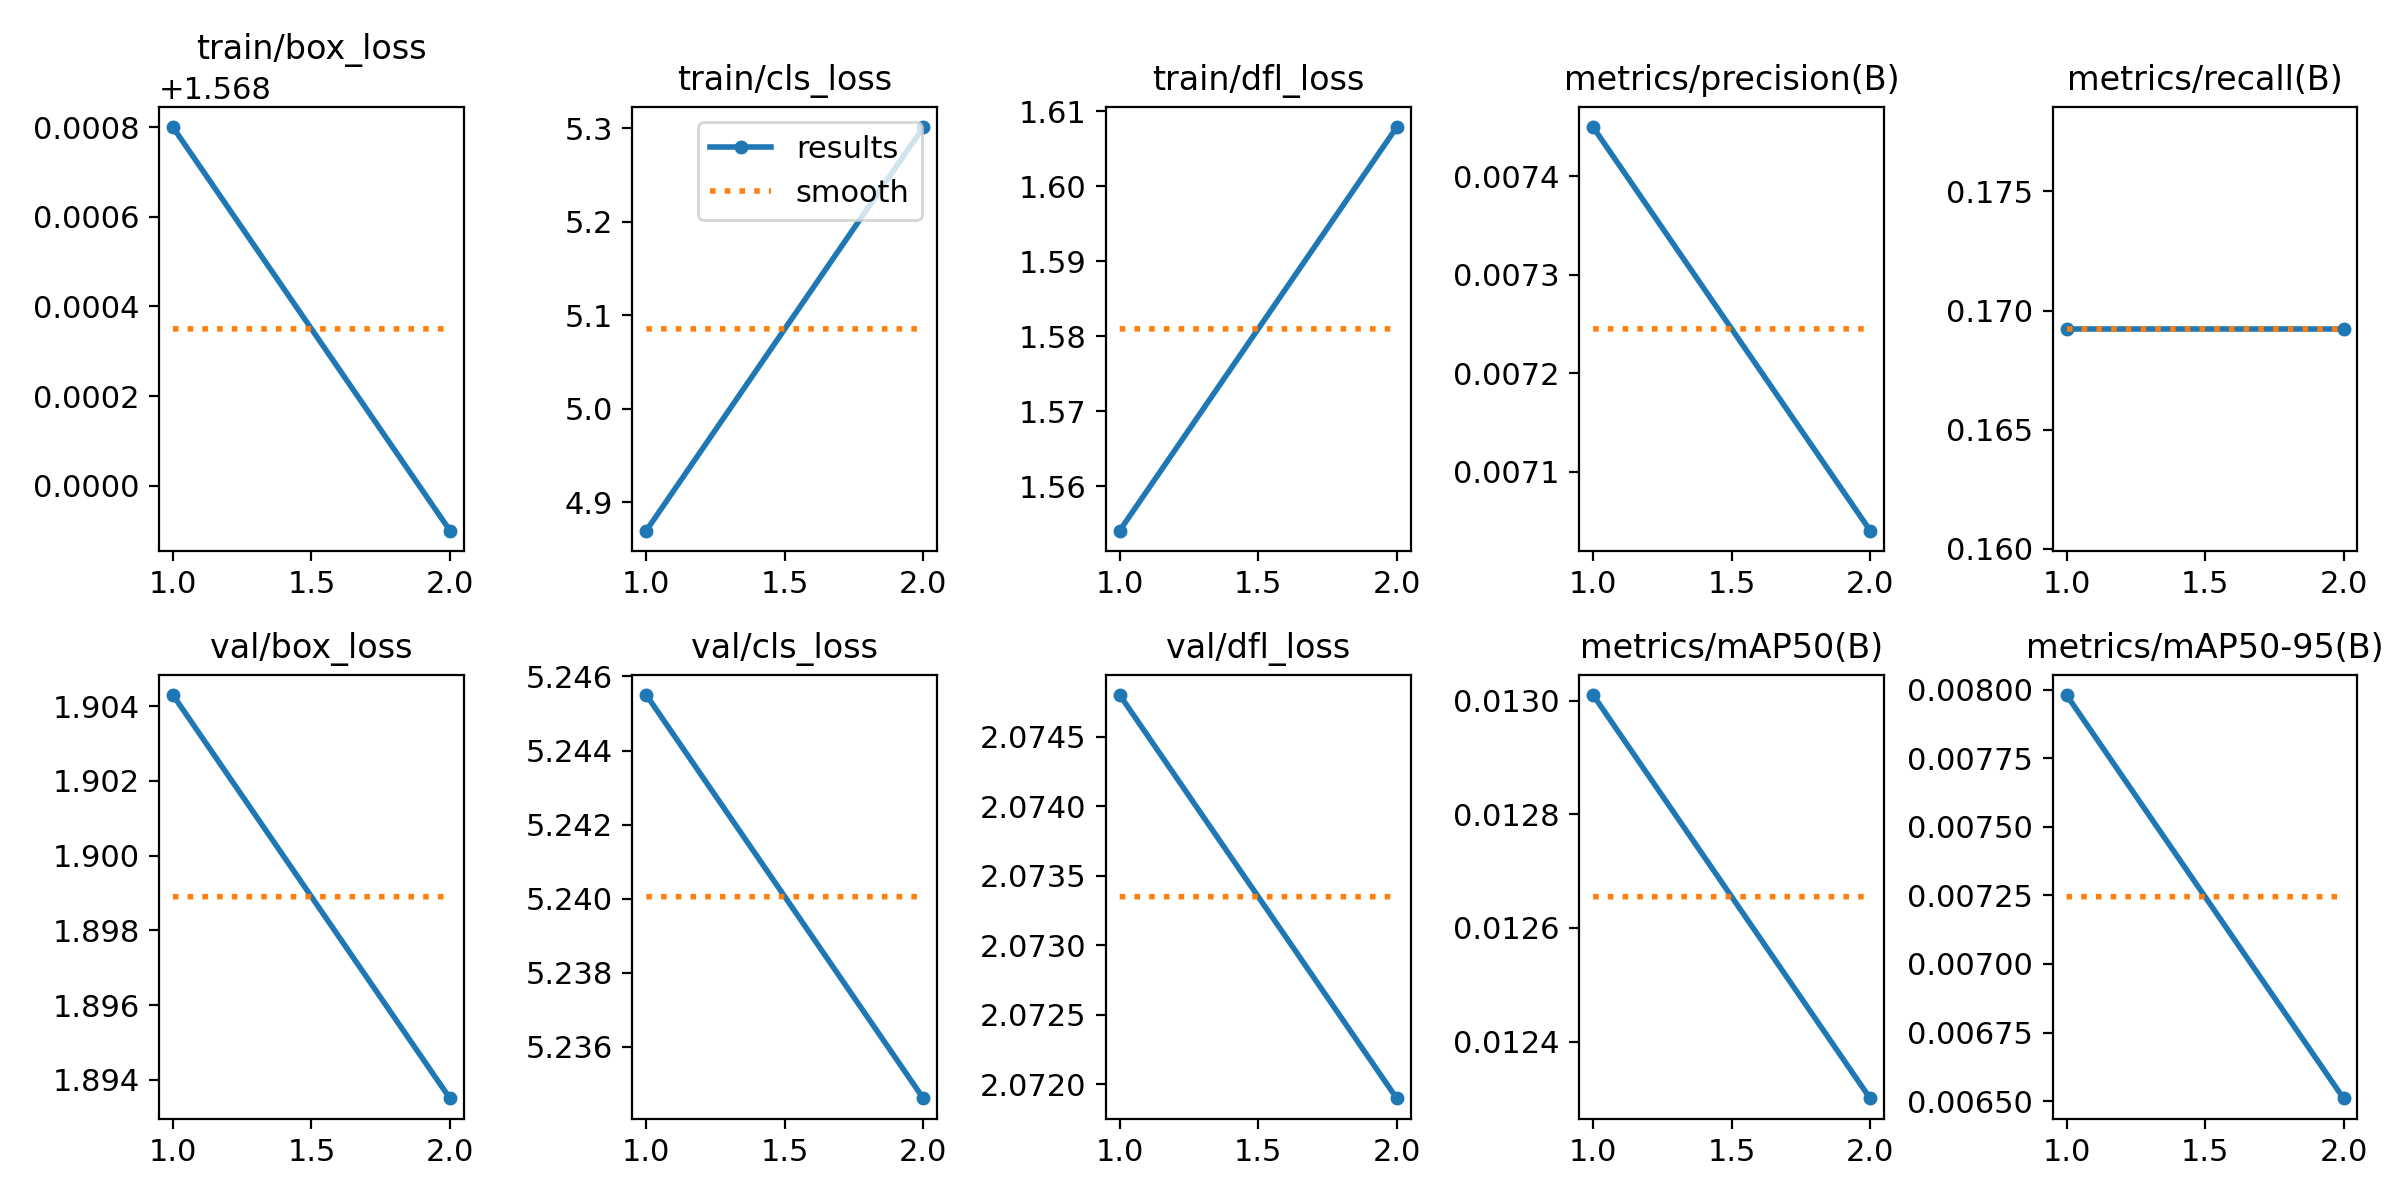 train/box_loss
+1.568
0.0008
0.0006
0.0004
0.0002
0.0000
1.0 1.5 2.0
train/cls_loss
results
smooth
5.3
5.2
5.1
5.0
4.9
1.0 1.5 2.0
train/dfl_loss
1.61
1.60
1.59
1.58
1.57
1.56
1.0 1.5 2.0
metrics/precision(B)
0.0074
0.0073
0.0072
0.0071
1.0 1.5 2.0
metrics/recall(B)
0.175
0.170
0.165
0.160
1.0 1.5 2.0
val/box_loss
1.904
1.902
1.900
1.898
1.896
1.894
1.0 1.5 2.0
val/cls_loss
5.246
5.244
5.242
5.240
5.238
5.236
1.0 1.5 2.0
val/dfl_loss
2.0745
2.0740
2.0735
2.0730
2.0725
2.0720
1.0 1.5 2.0
metrics/mAP50(B)
0.0130
0.0128
0.0126
0.0124
1.0 1.5 2.0
metrics/mAP50-95(B)
0.00800
0.00775
0.00750
0.00725
0.00700
0.00675
0.00650
1.0 1.5 2.0